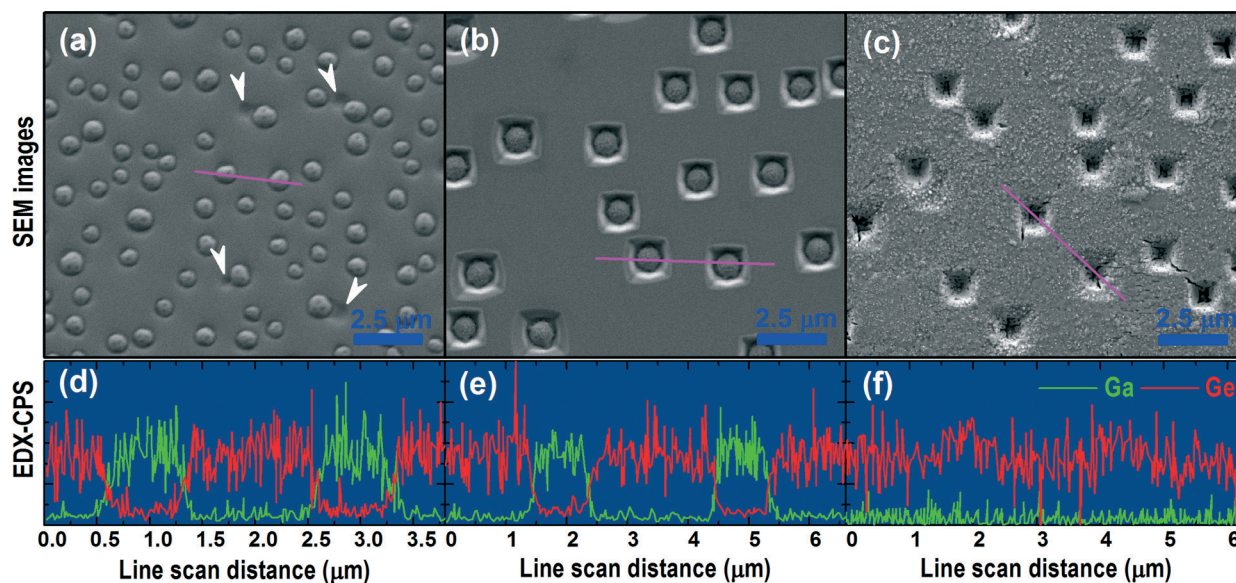 SEM images
(a)
(b)
(c)
2.5 μm
2.5 μm
2.5 μm
EDX-CPS
(d)
(e)
(f)
Ga
Ge
0.0 0.5 1.0 1.5 2.0 2.5 3.0 3.5
0 1 2 3 4 5 6
0 1 2 3 4 5 6
Line scan distance (μm)
Line scan distance (μm)
Line scan distance (μm)